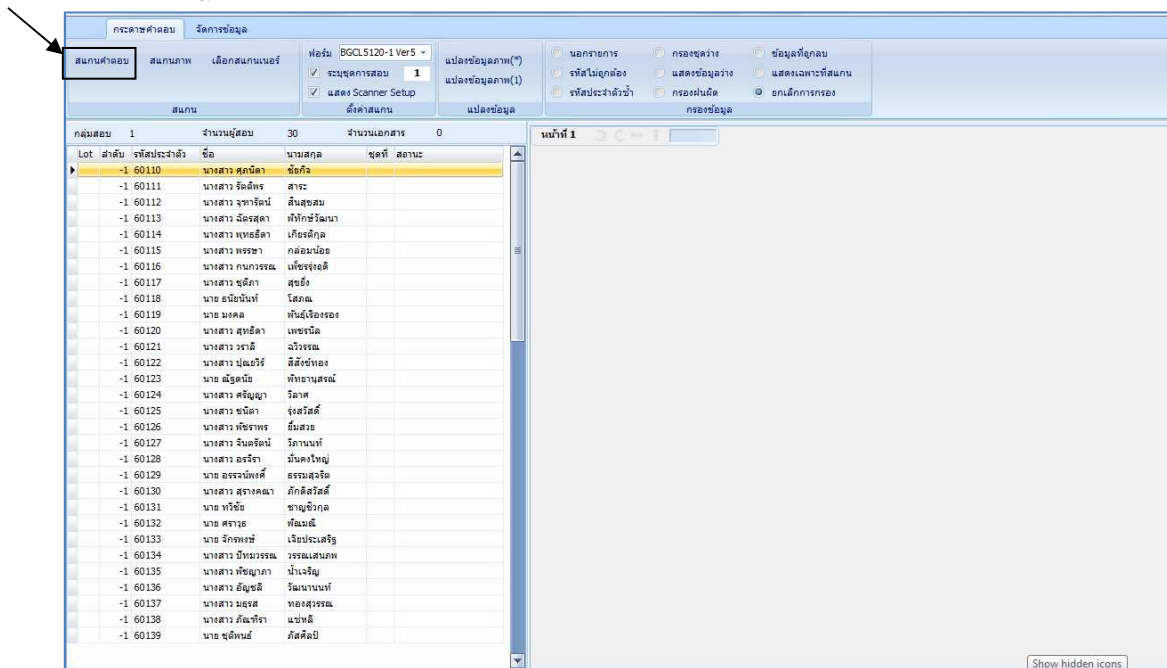 กระดาษคำตอบ จัดการข้อมูล
สแกนคำตอบ สแกนภาพ เลือกสแกนเนอร์
ฟอร์ม BGCL5120-1 Ver5
ระบุชุดการสอบ 1
แสดง Scanner Setup
แปลงข้อมูลภาพ(*)
แปลงข้อมูลภาพ(1)
นอกรายการ กรองชุดว่าง ข้อมูลที่ถูกลบ
รหัสไม่ถูกต้อง แสดงข้อมูลว่าง แสดงเฉพาะที่สแกน
รหัสประจำตัวซ้ำ กรองฝนผิด ยกเลิกการกรอง
สแกน ตั้งค่าสแกน แปลงข้อมูล กรองข้อมูล
กลุ่มสอบ 1 จำนวนผู้สอบ 30 จำนวนเอกสาร 0 หน้าที่ 1
Lot ลำดับ รหัสประจำตัว ชื่อ นามสกุล ชุดที่ สถานะ
-1 60110 นางสาว ศุภนิดา ชัยกิจ
-1 60111 นางสาว รัตติพร สาระ
-1 60112 นางสาว จุฑารัตน์ สินสุขสม
-1 60113 นางสาว ฉัตรสุดา พิทักษ์วัฒนา
-1 60114 นางสาว พุทธธิดา เกียรติกุล
-1 60115 นางสาว พรรษา กล่อมน้อย
-1 60116 นางสาว กนกวรรณ เพ็ชรรุ่งฤดี
-1 60117 นางสาว ชุติภา สุขยิ่ง
-1 60118 นาย ธนัยนันท์ โสภณ
-1 60119 นาย มงคล พันธุ์เรืองรอง
-1 60120 นางสาว สุทธิดา เพชรนิล
-1 60121 นางสาว วราลี ฉวีวรรณ
-1 60122 นางสาว ปุณยวีร์ สีสังข์ทอง
-1 60123 นาย ณัฐดนัย พิทยานุสรณ์
-1 60124 นางสาว ศรัญญา วิลาศ
-1 60125 นางสาว ชนิดา รุ่งสวัสดิ์
-1 60126 นางสาว พัชราพร ยิ้มสวย
-1 60127 นางสาว จินตรัตน์ วิภานนท์
-1 60128 นางสาว อรจิรา มั่นคงใหญ่
-1 60129 นาย อรรจน์พงศ์ ธรรมสุจริต
-1 60130 นางสาว สุรางคณา ภักดีสวัสดิ์
-1 60131 นาย ทวีชัย ชาญชีวกุล
-1 60132 นาย ศราวุธ พิณมณี
-1 60133 นาย จักรพงษ์ เจียประเสริฐ
-1 60134 นางสาว ปัทมวรรณ วรรณเสนภพ
-1 60135 นางสาว พิชญาภา น้ำเจริญ
-1 60136 นางสาว อัญชลี วัฒนานนท์
-1 60137 นางสาว มธุรส ทองสุวรรณ
-1 60138 นางสาว ภัณฑิรา แซ่หลี
-1 60139 นาย ชุติพนธ์ ภัสศิลป์
Show hidden icons